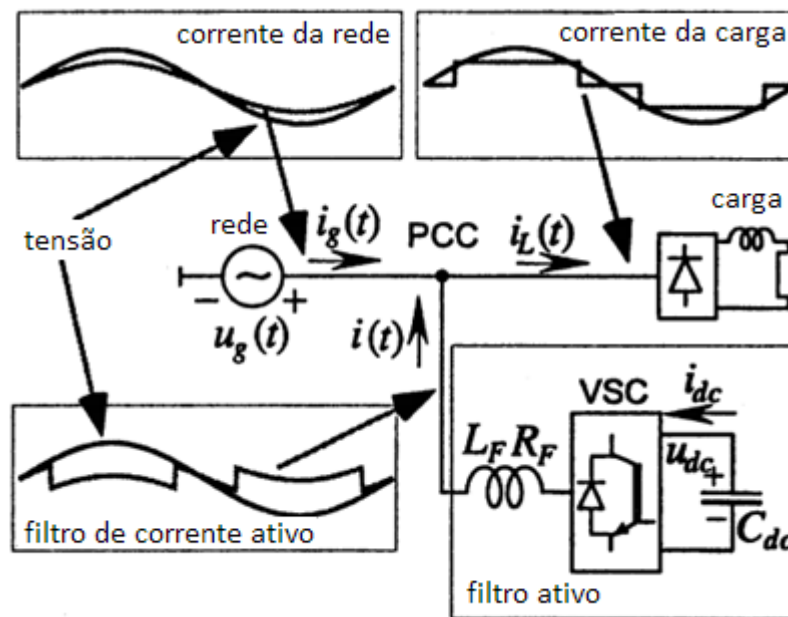 corrente da rede
corrente da carga
tensão
rede
i_g(t)
PCC
i_L(t)
carga
−
+
u_g(t)
i(t)
VSC
i_dc
L_F R_F
u_dc
+
−
C_dc
filtro de corrente ativo
filtro ativo